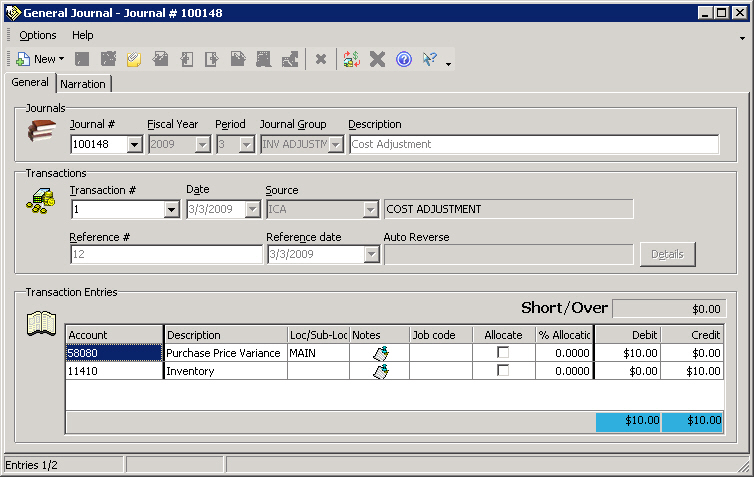 General Journal - Journal # 100148
Options Help
New
General Narration
Journals
Journal # Fiscal Year Period Journal Group Description
100148 2009 3 INV ADJUSTM Cost Adjustment
Transactions
Transaction # Date Source
1 3/3/2009 ICA COST ADJUSTMENT
Reference # Reference date Auto Reverse
12 3/3/2009 Details
Transaction Entries
Short/Over $0.00
Account Description Loc/Sub-Loc Notes Job code Allocate % Allocatic Debit Credit
58080 Purchase Price Variance MAIN 0.0000 $10.00 $0.00
11410 Inventory 0.0000 $0.00 $10.00
$10.00 $10.00
Entries 1/2